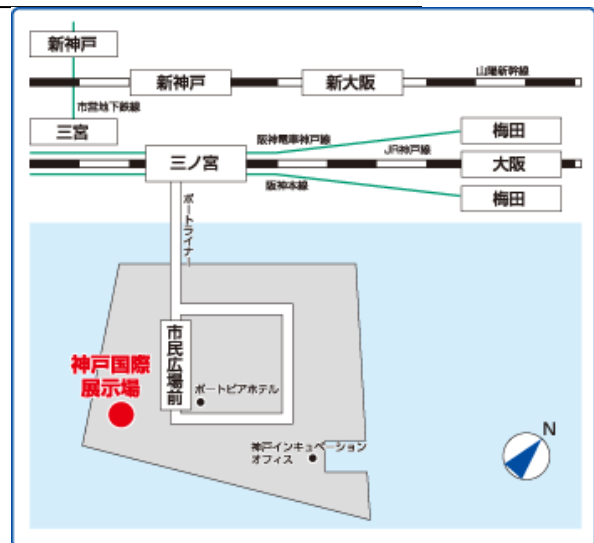 新神戸
新神戸
新大阪
山陽新幹線
市営地下鉄線
三宮
阪神電車神戸線
梅田
三ノ宮
JR神戸線
大阪
阪神本線
梅田
ポートライナー
市民広場前
神戸国際
展示場
ポートピアホテル
神戸インキュベーション
オフィス
N